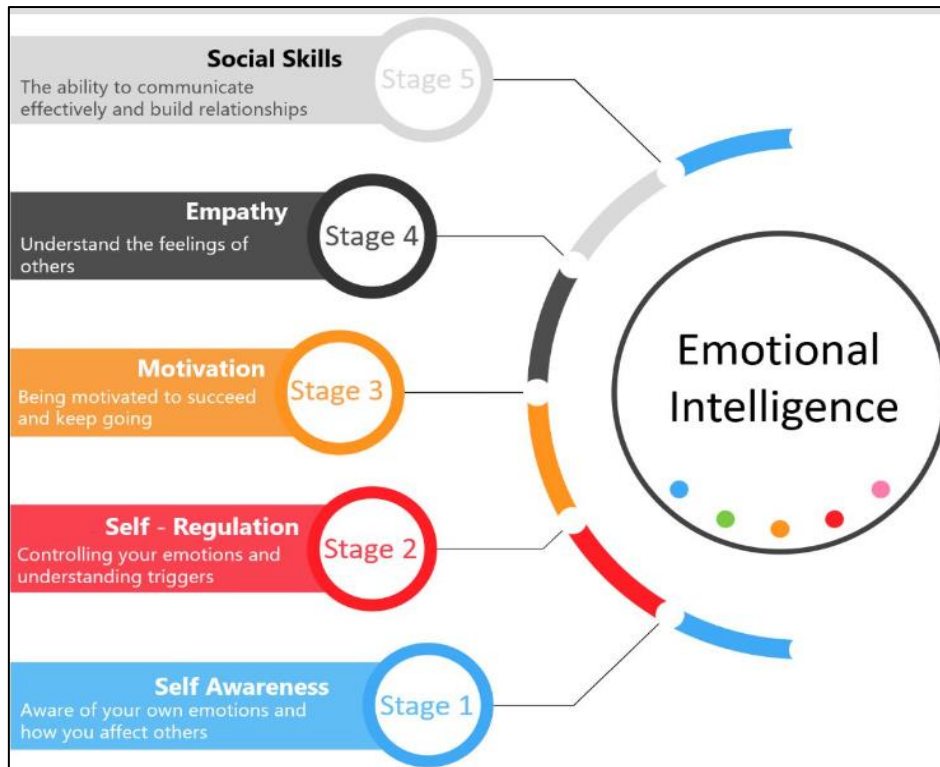 Social Skills
The ability to communicate
effectively and build relationships
Stage 5
Empathy
Understand the feelings of
others
Stage 4
Motivation
Being motivated to succeed
and keep going
Stage 3
Self - Regulation
Controlling your emotions and
understanding triggers
Stage 2
Self Awareness
Aware of your own emotions and
how you affect others
Stage 1
Emotional
Intelligence